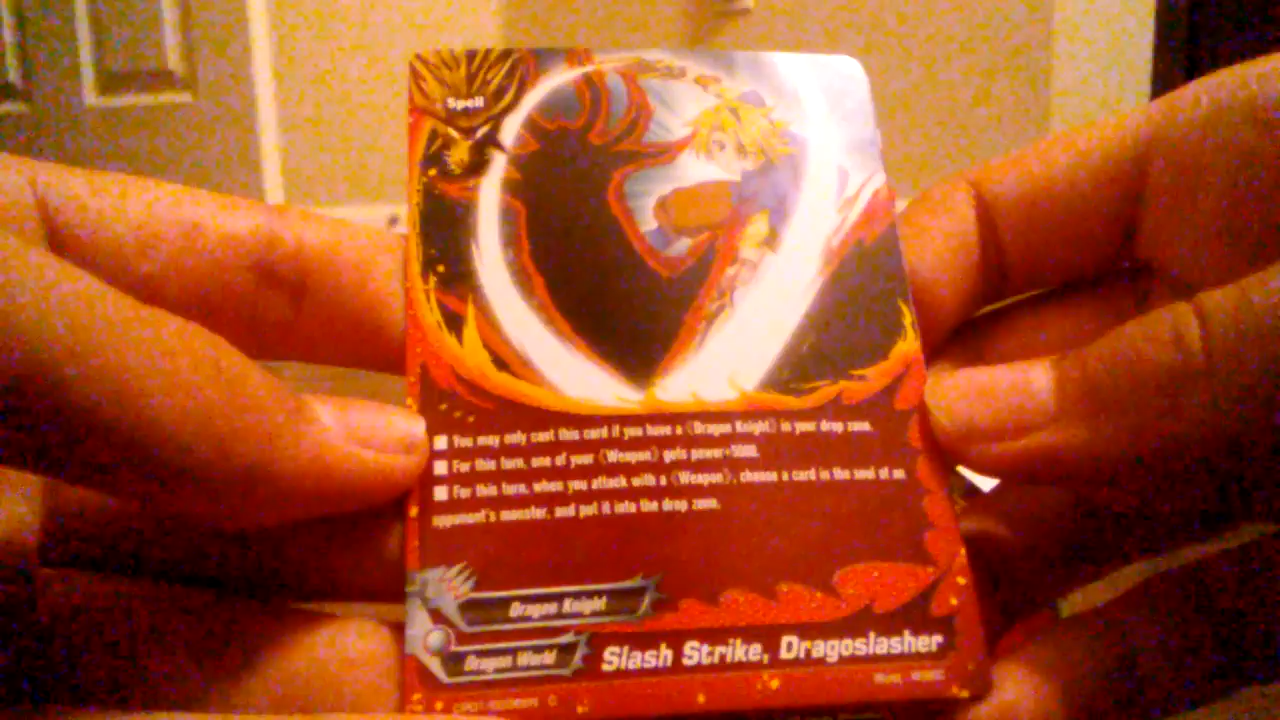 Spell
■ You may only cast this card if you have a 《Dragon Knight》 in your drop zone.
■ For this turn, one of your 《Weapon》 gets power+5000.
■ For this turn, when you attack with a 《Weapon》, choose a card in the soul of an
opponent's monster, and put it into the drop zone.
Dragon Knight
Dragon World
Slash Strike, Dragoslasher